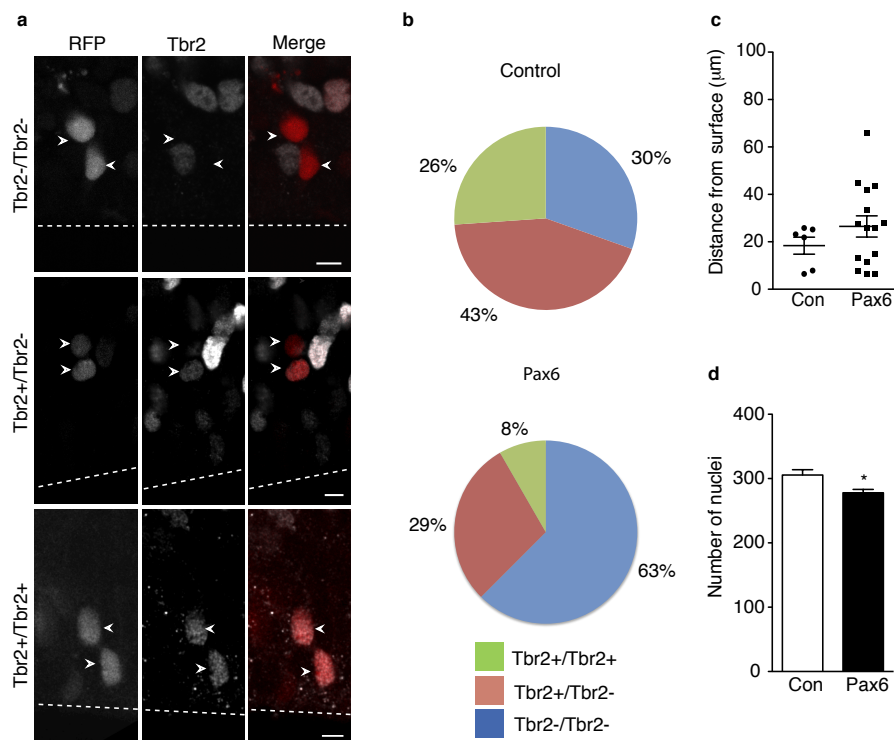 a
RFP
Tbr2
Merge
Tbr2-/Tbr2-
Tbr2+/Tbr2-
Tbr2+/Tbr2+
b
Control
26%
30%
43%
Pax6
8%
29%
63%
Tbr2+/Tbr2+
Tbr2+/Tbr2-
Tbr2-/Tbr2-
c
Distance from surface (μm)
100
80
60
40
20
0
Con
Pax6
d
Number of nuclei
400
300
200
100
0
*
Con
Pax6